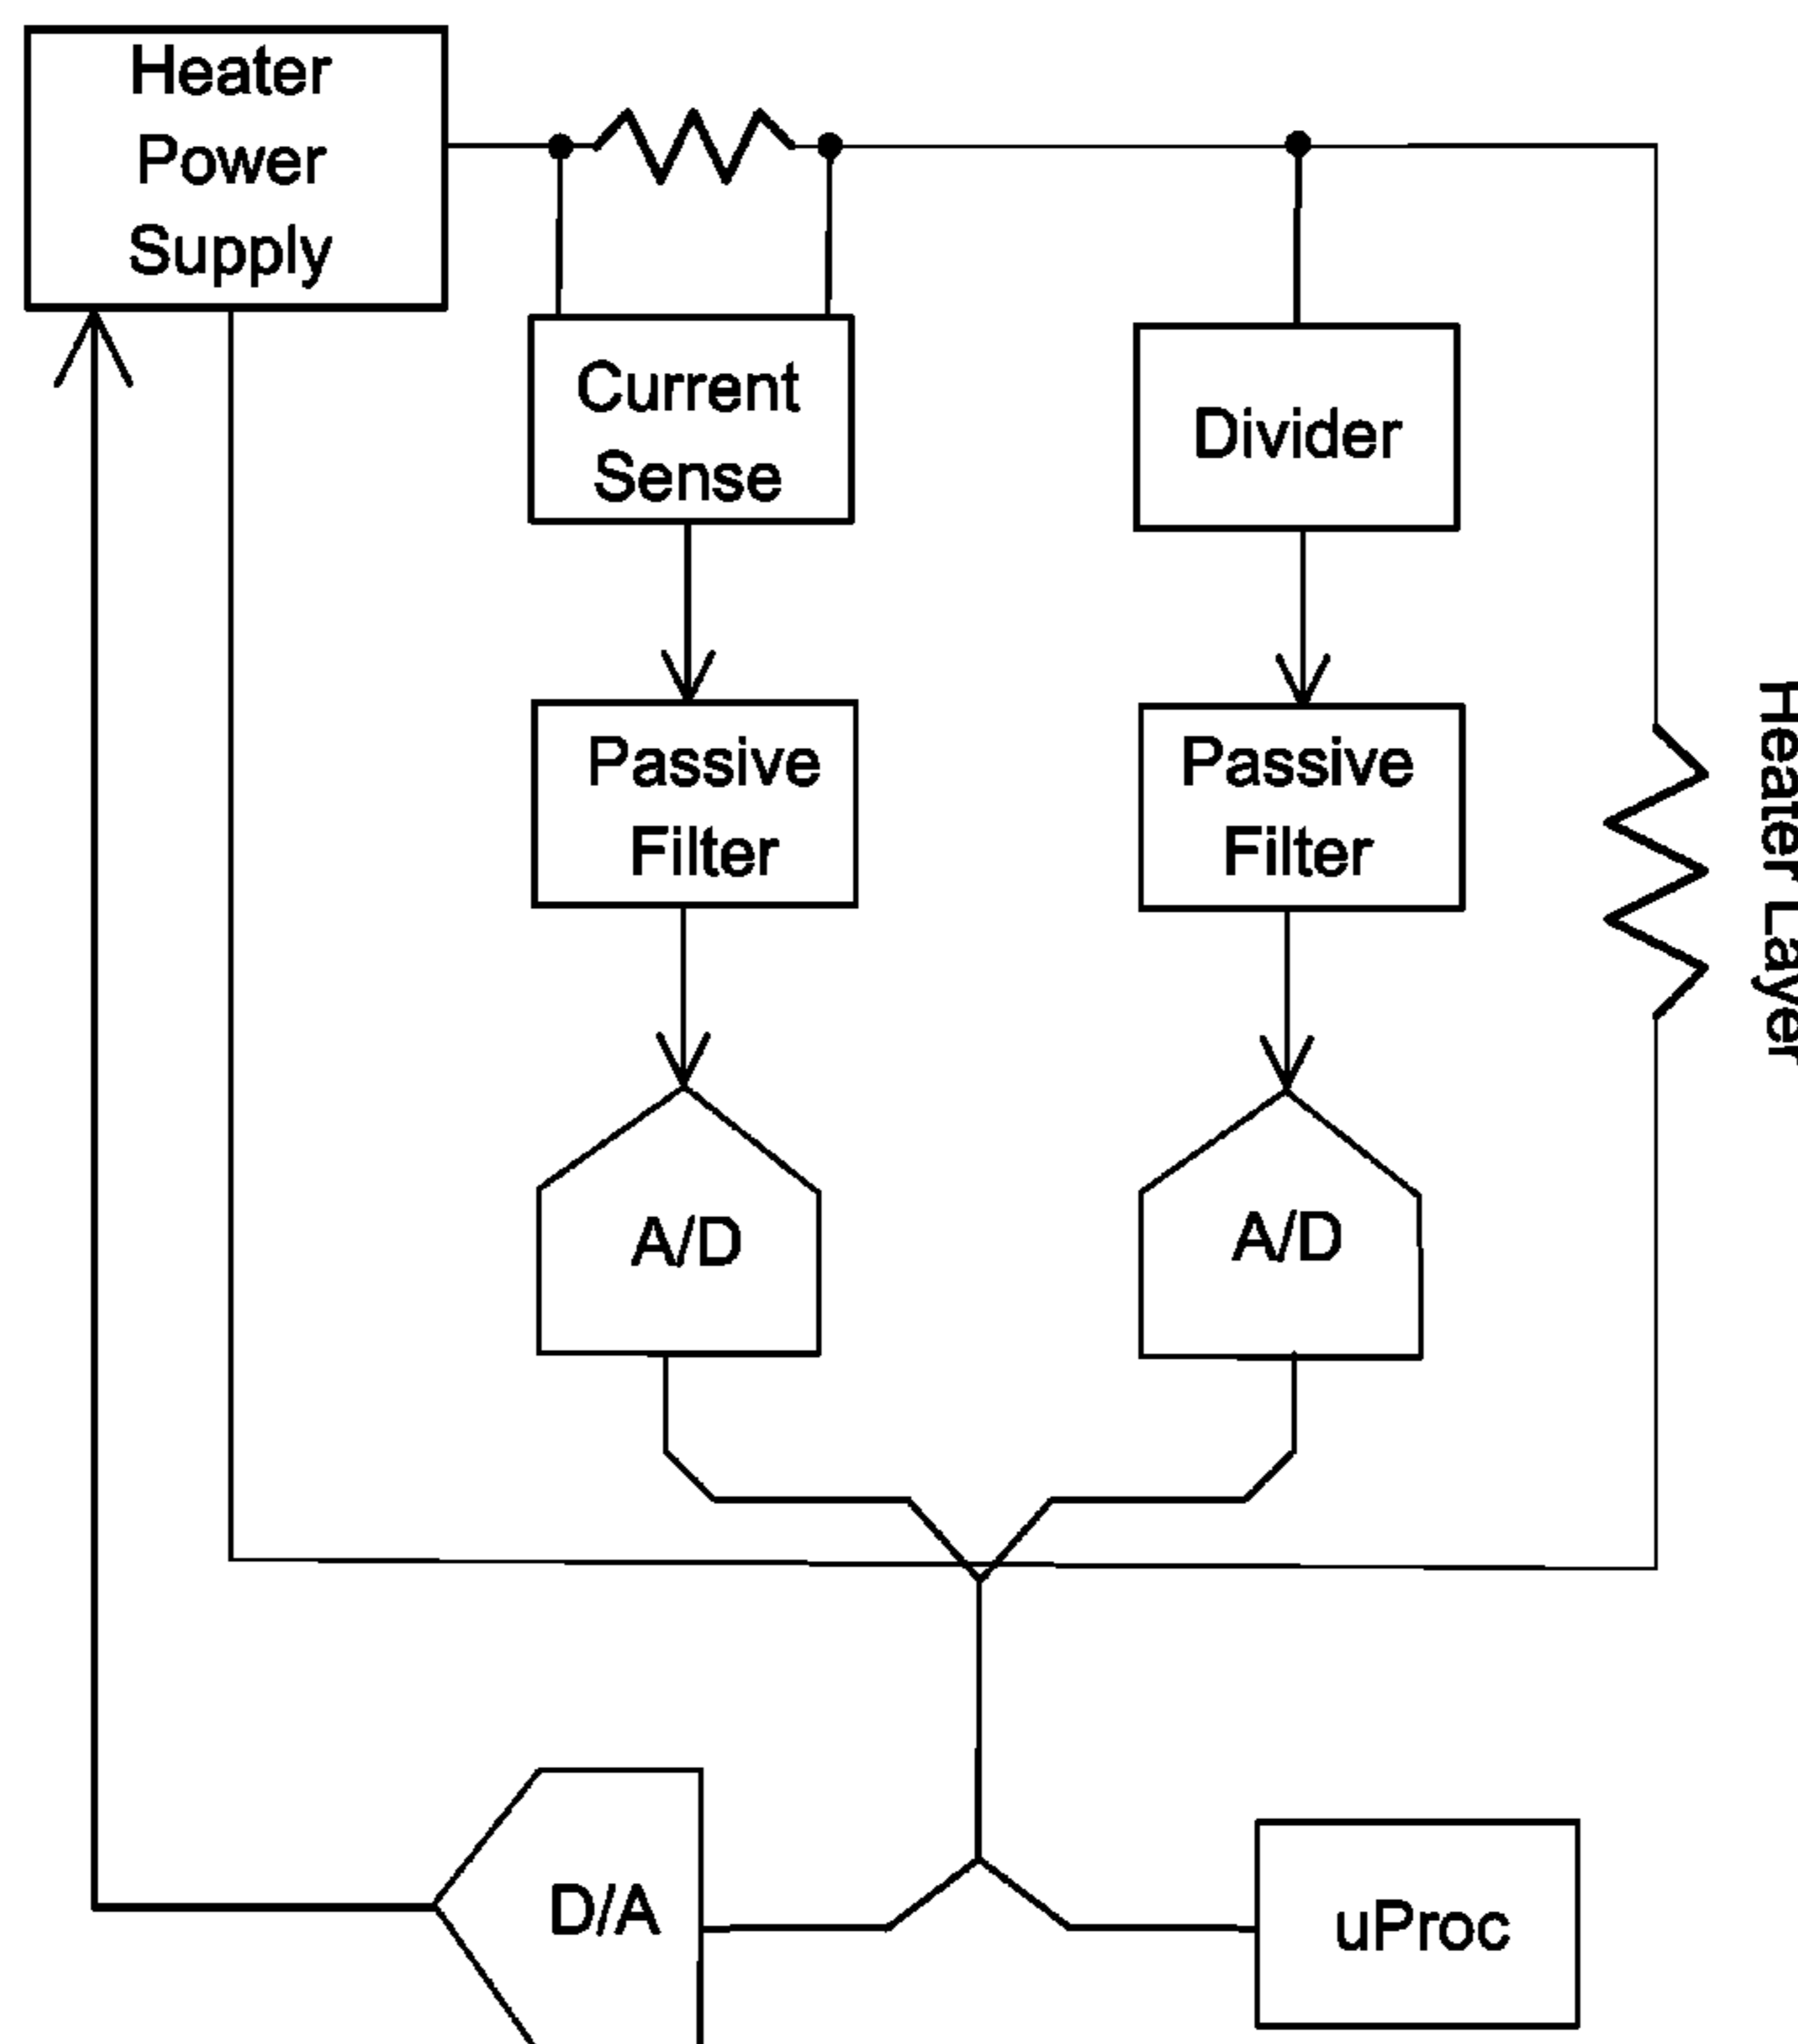 Heater
Power
Supply
Current
Sense
Divider
Passive
Filter
Passive
Filter
Heater Layer
A/D
A/D
D/A
uProc